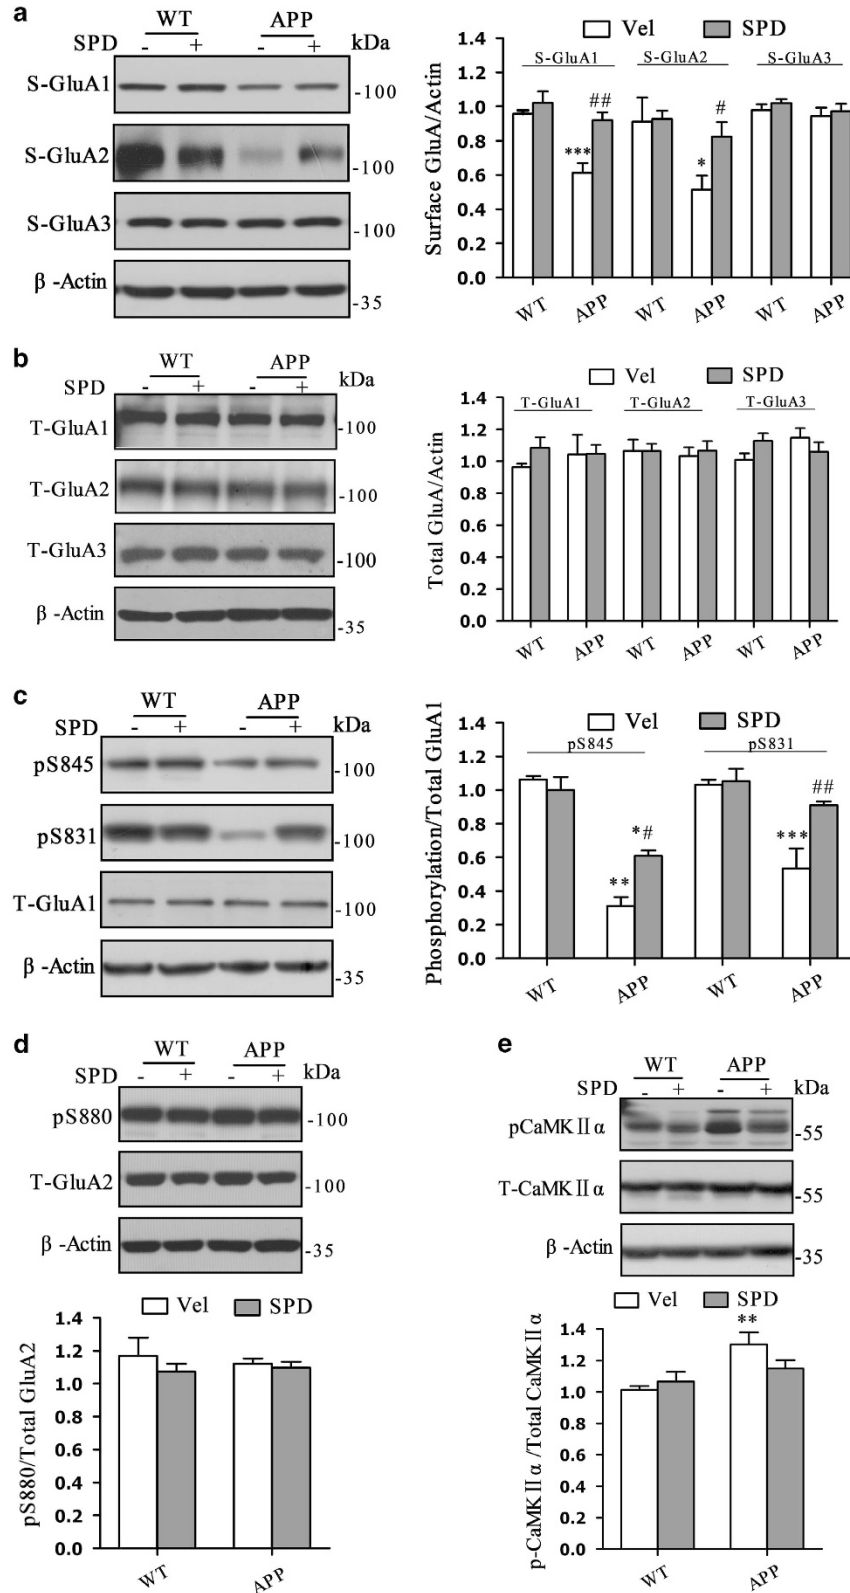 a
WT APP
SPD - + - + kDa
S-GluA1 -100
S-GluA2 -100
S-GluA3 -100
β-Actin -35
Vel SPD
S-GluA1 S-GluA2 S-GluA3
Surface GluA/Actin
1.4
1.2
1.0
0.8
0.6
0.4
0.2
0.0
*** ## * #
WT APP WT APP WT APP
b
WT APP
SPD - + - + kDa
T-GluA1 -100
T-GluA2 -100
T-GluA3 -100
β-Actin -35
Vel SPD
T-GluA1 T-GluA2 T-GluA3
Total GluA/Actin
1.4
1.2
1.0
0.8
0.6
0.4
0.2
0.0
WT APP WT APP WT APP
c
WT APP
SPD - + - + kDa
pS845 -100
pS831 -100
T-GluA1 -100
β-Actin -35
Vel SPD
pS845 pS831
Phosphorylation/Total GluA1
1.4
1.2
1.0
0.8
0.6
0.4
0.2
0.0
** *# *** ##
WT APP WT APP
d
WT APP
SPD - + - + kDa
pS880 -100
T-GluA2 -100
β-Actin -35
Vel SPD
pS880/Total GluA2
1.4
1.2
1.0
0.8
0.6
0.4
0.2
0.0
WT APP
e
WT APP
SPD - + - + kDa
pCaMKⅡα -55
T-CaMKⅡα -55
β-Actin -35
Vel SPD
**
p-CaMKⅡα/Total CaMKⅡα
1.4
1.2
1.0
0.8
0.6
0.4
0.2
0.0
WT APP